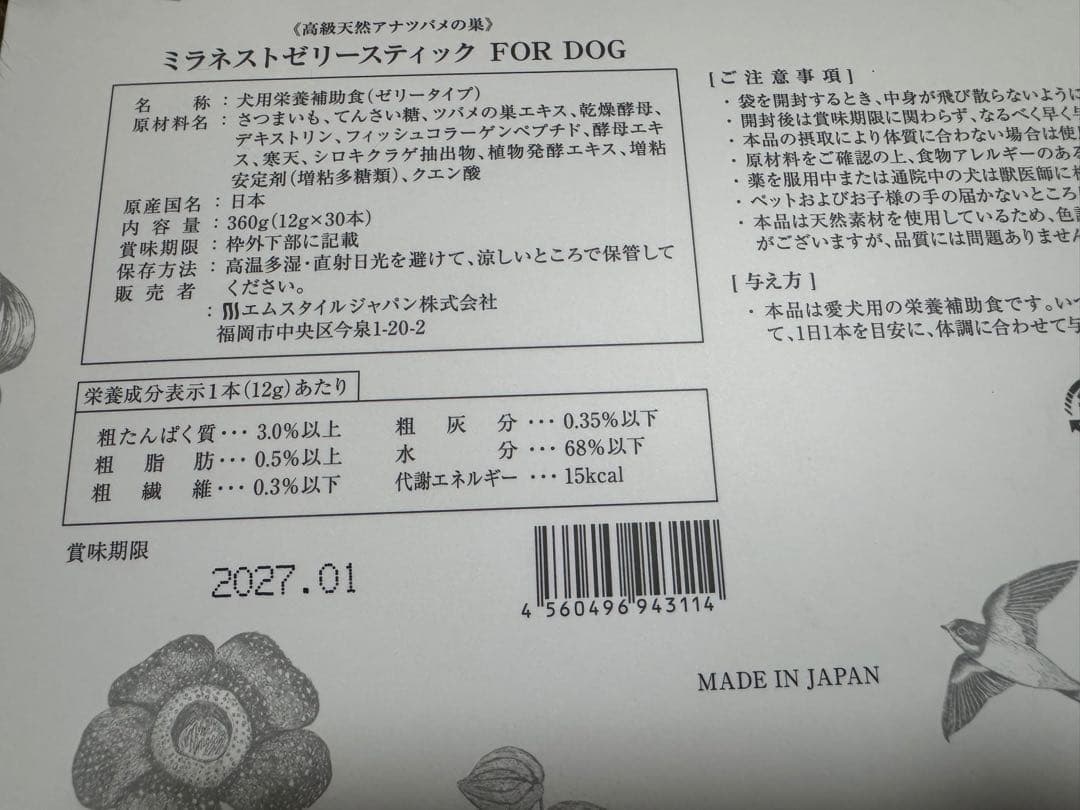 《高級天然アナツバメの巣》
ミラネストゼリースティック FOR DOG
名称：犬用栄養補助食(ゼリータイプ)
原材料名：さつまいも、てんさい糖、ツバメの巣エキス、乾燥酵母、
デキストリン、フィッシュコラーゲンペプチド、酵母エキ
ス、寒天、シロキクラゲ抽出物、植物発酵エキス、増粘
安定剤(増粘多糖類)、クエン酸
原産国名：日本
内容量：360g(12g×30本)
賞味期限：枠外下部に記載
保存方法：高温多湿・直射日光を避けて、涼しいところで保管して
ください。
販売者：エムスタイルジャパン株式会社
福岡市中央区今泉1-20-2
栄養成分表示1本(12g)あたり
粗たんぱく質･･･3.0%以上
粗脂肪･･･0.5%以上
粗繊維･･･0.3%以下
粗灰分･･･0.35%以下
水分･･･68%以下
代謝エネルギー･･･15kcal
賞味期限
2027.01
4560496943114
MADE IN JAPAN
[ご注意事項]
・袋を開封するとき、中身が飛び散らないように
・開封後は賞味期限に関わらず、なるべく早く
・本品の摂取により体質に合わない場合は使
・原材料をご確認の上、食物アレルギーのある
・薬を服用中または通院中の犬は獣医師に
・ペットおよびお子様の手の届かないところ
・本品は天然素材を使用しているため、色
がございますが、品質には問題ありません
[与え方]
・本品は愛犬用の栄養補助食です。い
て、1日1本を目安に、体調に合わせて与